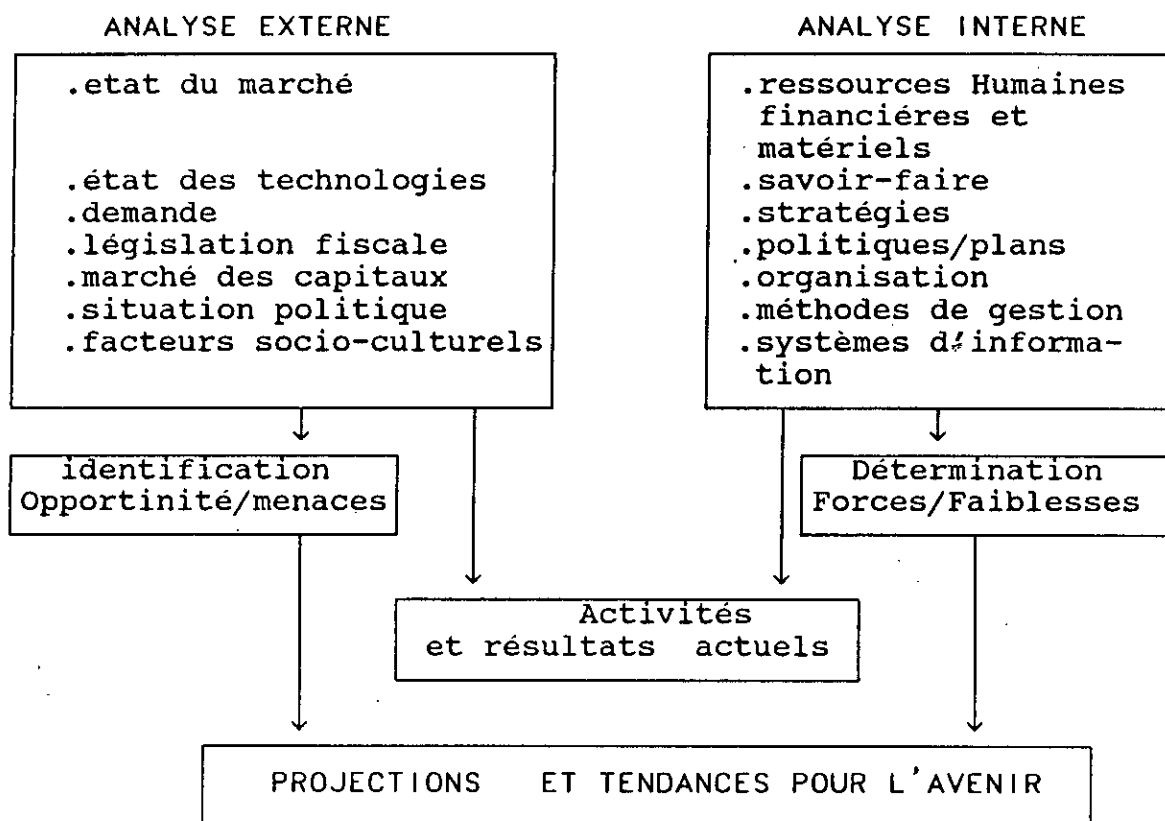 ANALYSE EXTERNE
.etat du marché
.état des technologies
.demande
.législation fiscale
.marché des capitaux
.situation politique
.facteurs socio-culturels
ANALYSE INTERNE
.ressources Humaines
financiéres et
matériels
.savoir-faire
.stratégies
.politiques/plans
.organisation
.méthodes de gestion
.systèmes d'informa-
tion
identification
Opportinité/menaces
Détermination
Forces/Faiblesses
Activités
et résultats actuels
PROJECTIONS ET TENDANCES POUR L'AVENIR